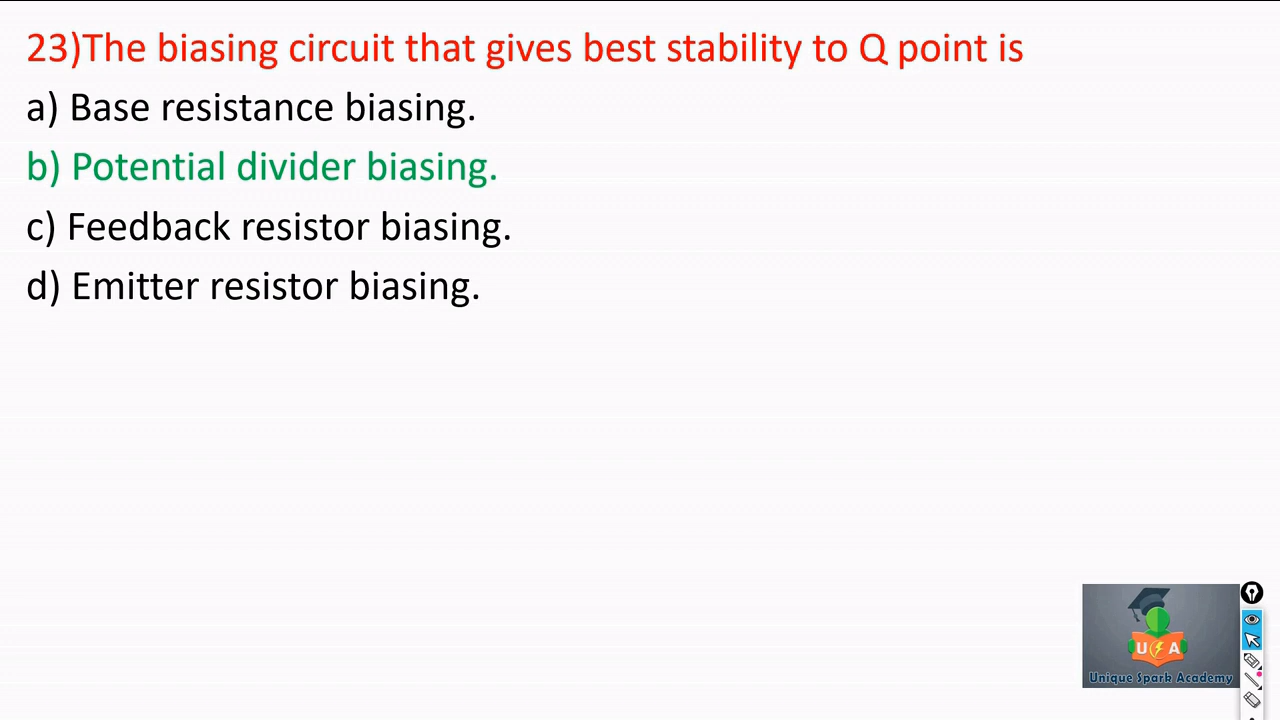 23)The biasing circuit that gives best stability to Q point is
a) Base resistance biasing.
b) Potential divider biasing.
c) Feedback resistor biasing.
d) Emitter resistor biasing.
U A
Unique Spark Academy